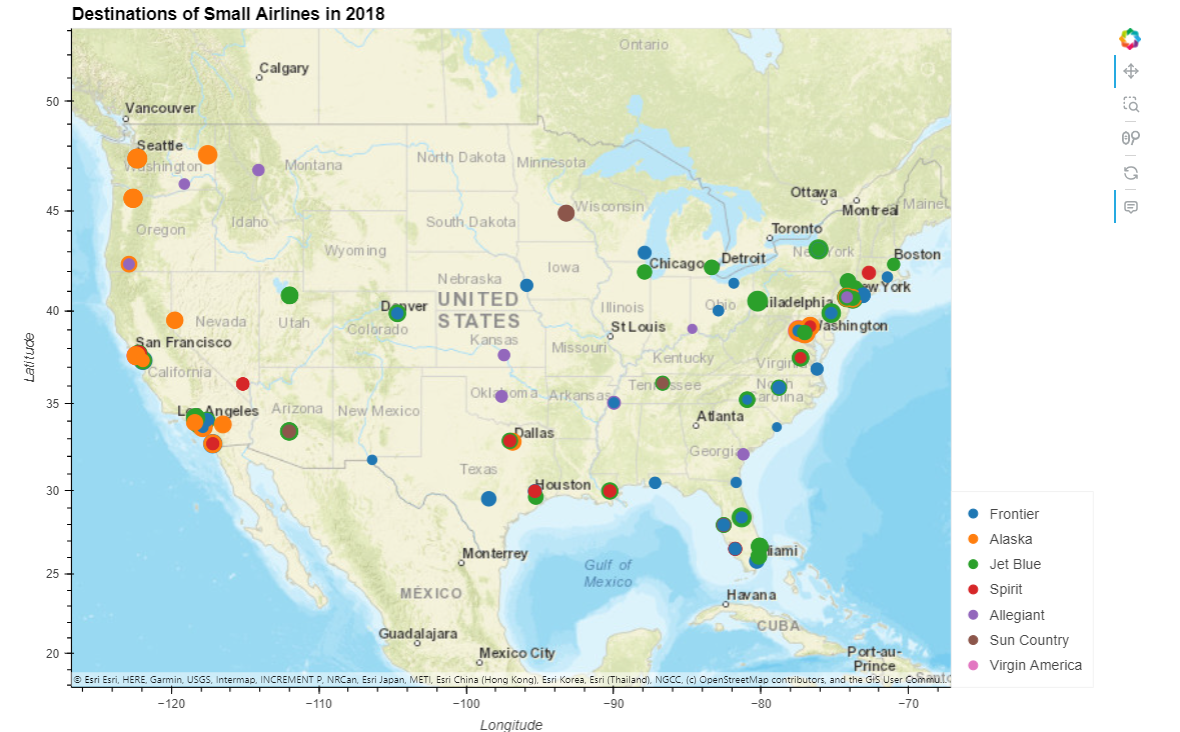 Destinations of Small Airlines in 2018
Ontario
Calgary
50
Vancouver
Seattle
Washington
Montana
North Dakota
Minnesota
Ottawa
Montreal
Maine
45
Oregon
Idaho
South Dakota
Wisconsin
Toronto
New York
Boston
Wyoming
Chicago
Detroit
Iowa
Nebraska
UNITED
STATES
40
Nevada
Utah
Denver
Colorado
Illinois
Ohio
iladelphia
ew York
San Francisco
Kansas
St Louis
Washington
Missouri
Kentucky
Virgin
California
Latitude
35
Los Angeles
Arizona
New Mexico
Oklahoma
Arkansas
Tennessee
North
Carolina
Atlanta
Dallas
Georgia
Texas
30
Houston
Monterrey
Gulf of
Mexico
iami
25
MÉXICO
Havana
CUBA
Guadalajara
Mexico City
Port-au-
Prince
20
© Esri Esri, HERE, Garmin, USGS, Intermap, INCREMENT P, NRCan, Esri Japan, METI, Esri China (Hong Kong), Esri Korea, Esri (Thailand), NGCC, (c) OpenStreetMap contributors, and the GIS User Commu...
−120
−110
−100
−90
−80
−70
Longitude
Frontier
Alaska
Jet Blue
Spirit
Allegiant
Sun Country
Virgin America